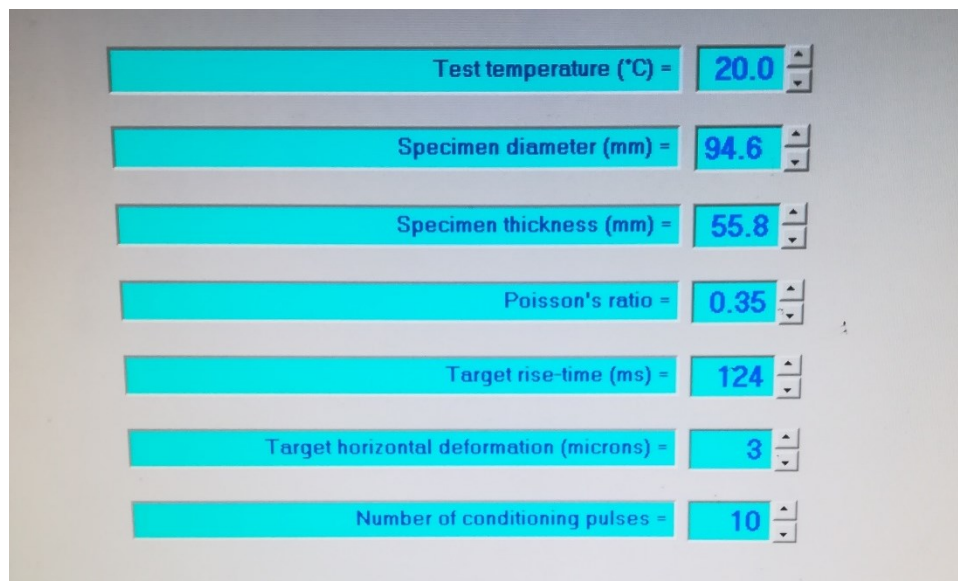 Test temperature (°C) = 20.0
Specimen diameter (mm) = 94.6
Specimen thickness (mm) = 55.8
Poisson's ratio = 0.35
Target rise-time (ms) = 124
Target horizontal deformation (microns) = 3
Number of conditioning pulses = 10